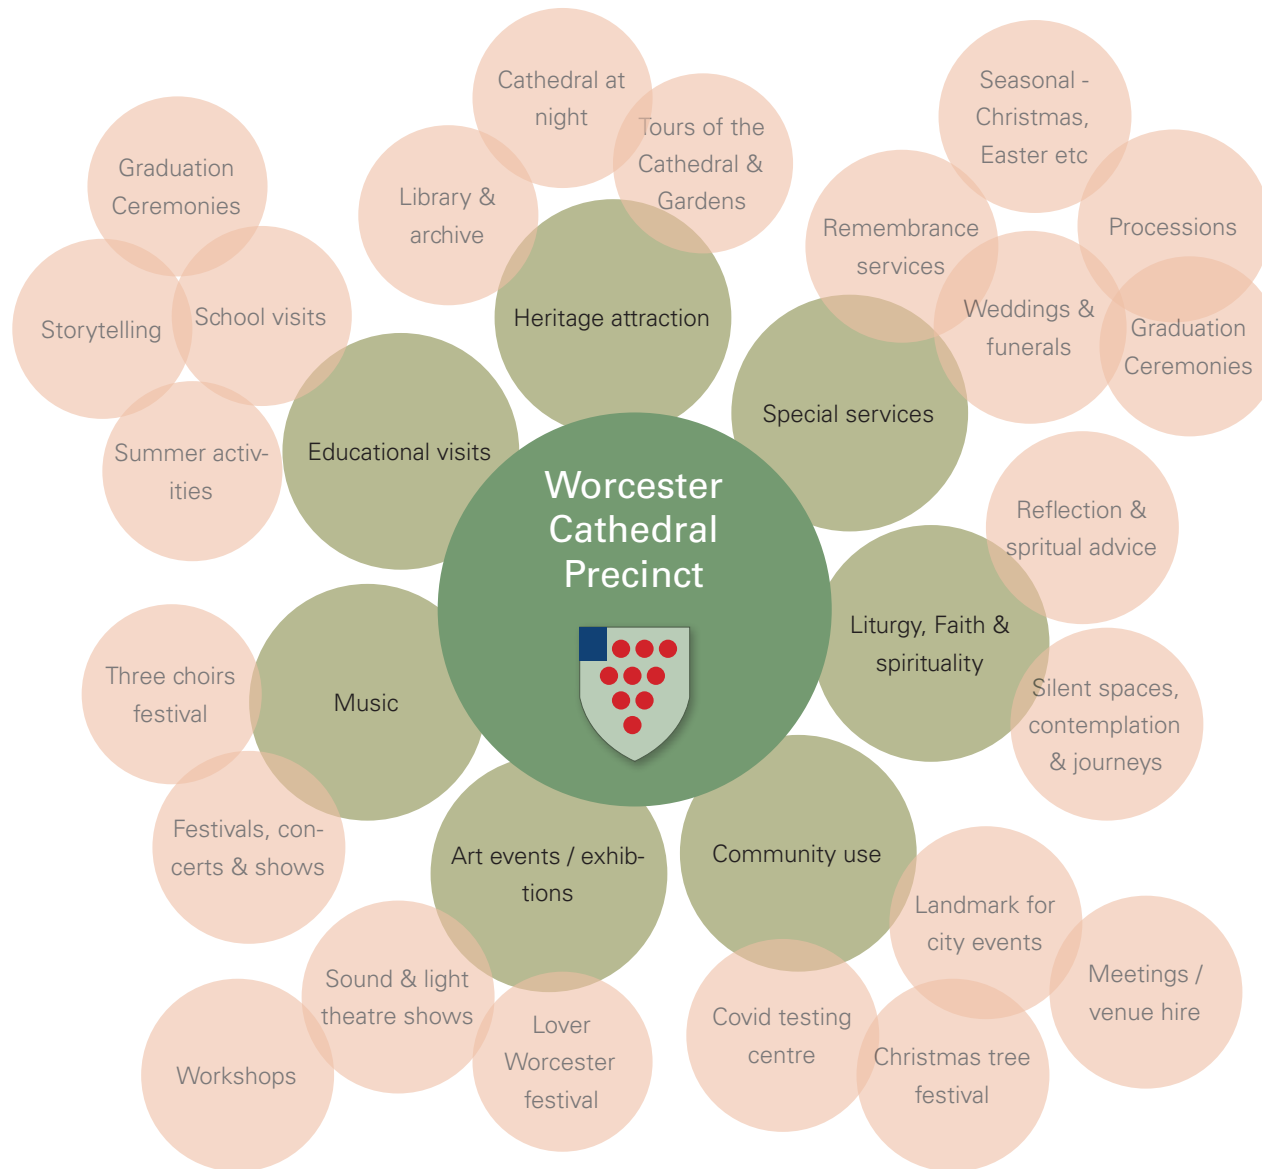 Worcester
Cathedral
Precinct
Heritage attraction
Cathedral at
night
Tours of the
Cathedral &
Gardens
Library &
archive
Special services
Seasonal -
Christmas,
Easter etc
Remembrance
services
Processions
Weddings &
funerals
Graduation
Ceremonies
Liturgy, Faith &
spirituality
Reflection &
spritual advice
Silent spaces,
contemplation
& journeys
Community use
Landmark for
city events
Meetings /
venue hire
Covid testing
centre
Christmas tree
festival
Art events / exhib-
tions
Sound & light
theatre shows
Lover
Worcester
festival
Workshops
Music
Three choirs
festival
Festivals, con-
certs & shows
Educational visits
Graduation
Ceremonies
Storytelling
School visits
Summer activ-
ities